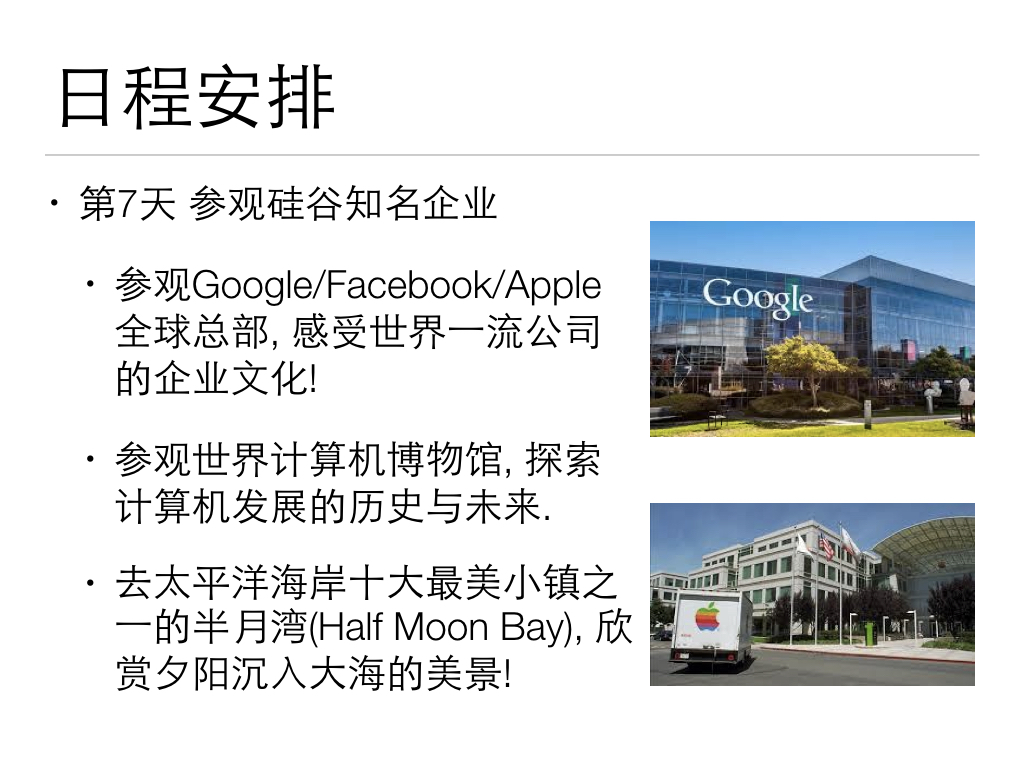 日程安排
• 第7天 参观硅谷知名企业
• 参观Google/Facebook/Apple
全球总部, 感受世界一流公司
的企业文化!
Google
• 参观世界计算机博物馆, 探索
计算机发展的历史与未来.
• 去太平洋海岸十大最美小镇之
一的半月湾(Half Moon Bay), 欣
赏夕阳沉入大海的美景!